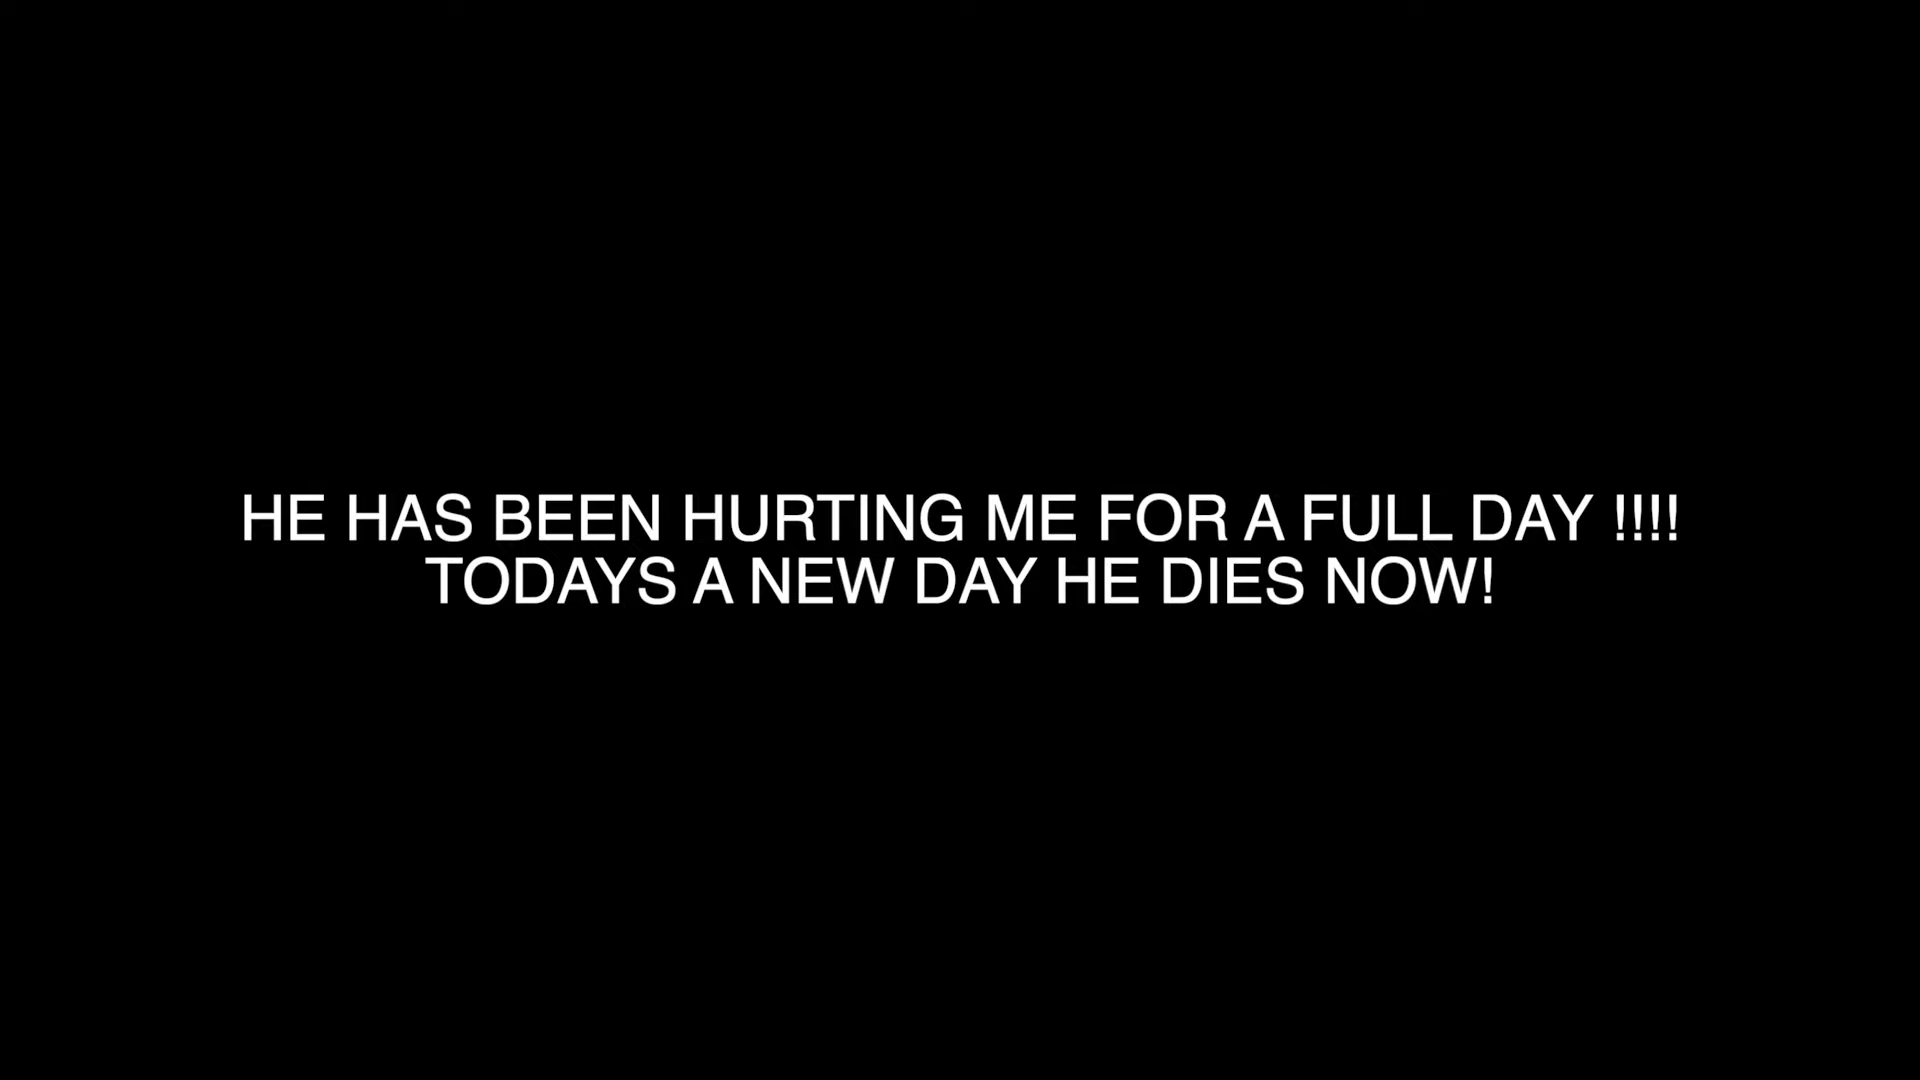 HE HAS BEEN HURTING ME FOR A FULL DAY !!!!
TODAYS A NEW DAY HE DIES NOW!